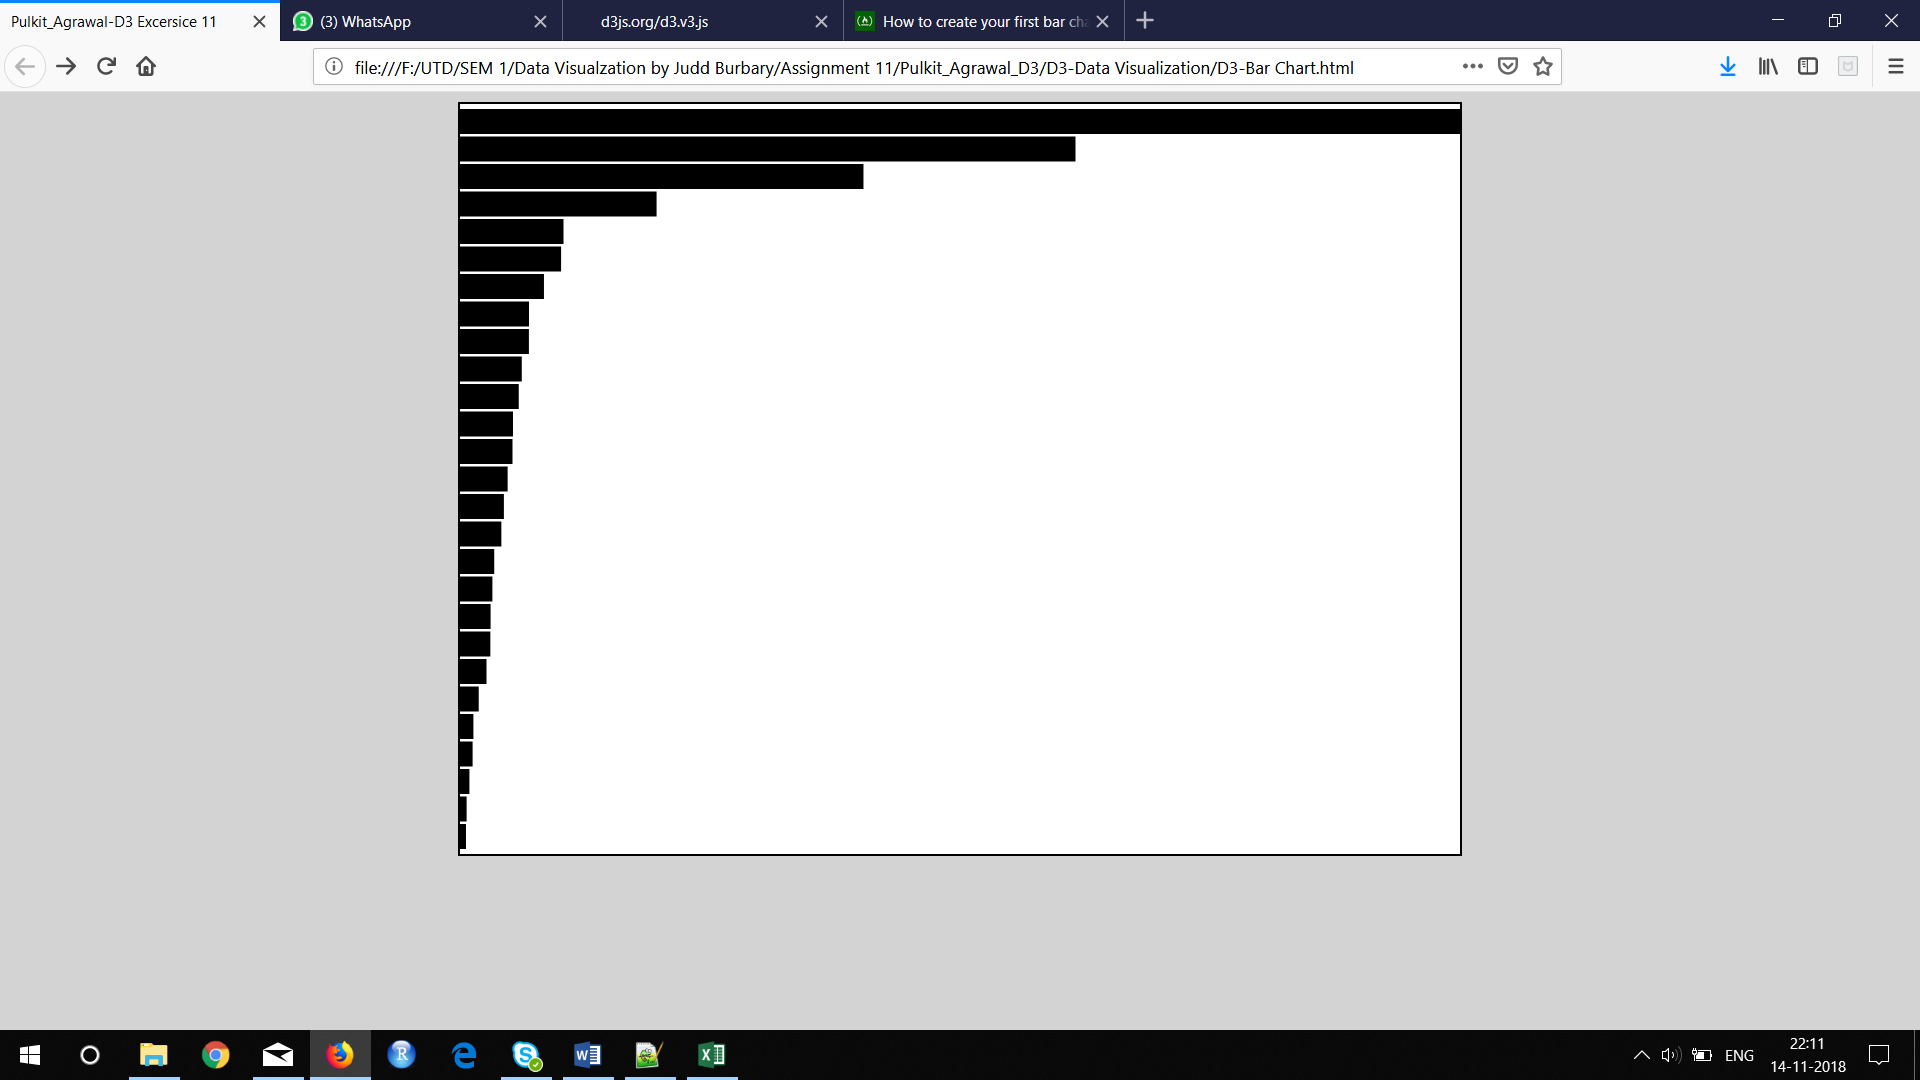 Pulkit_Agrawal-D3 Excersice 11
3 (3) WhatsApp
d3js.org/d3.v3.js
How to create your first bar cha
file:///F:/UTD/SEM 1/Data Visualzation by Judd Burbary/Assignment 11/Pulkit_Agrawal_D3/D3-Data Visualization/D3-Bar Chart.html
ENG
22:11
14-11-2018